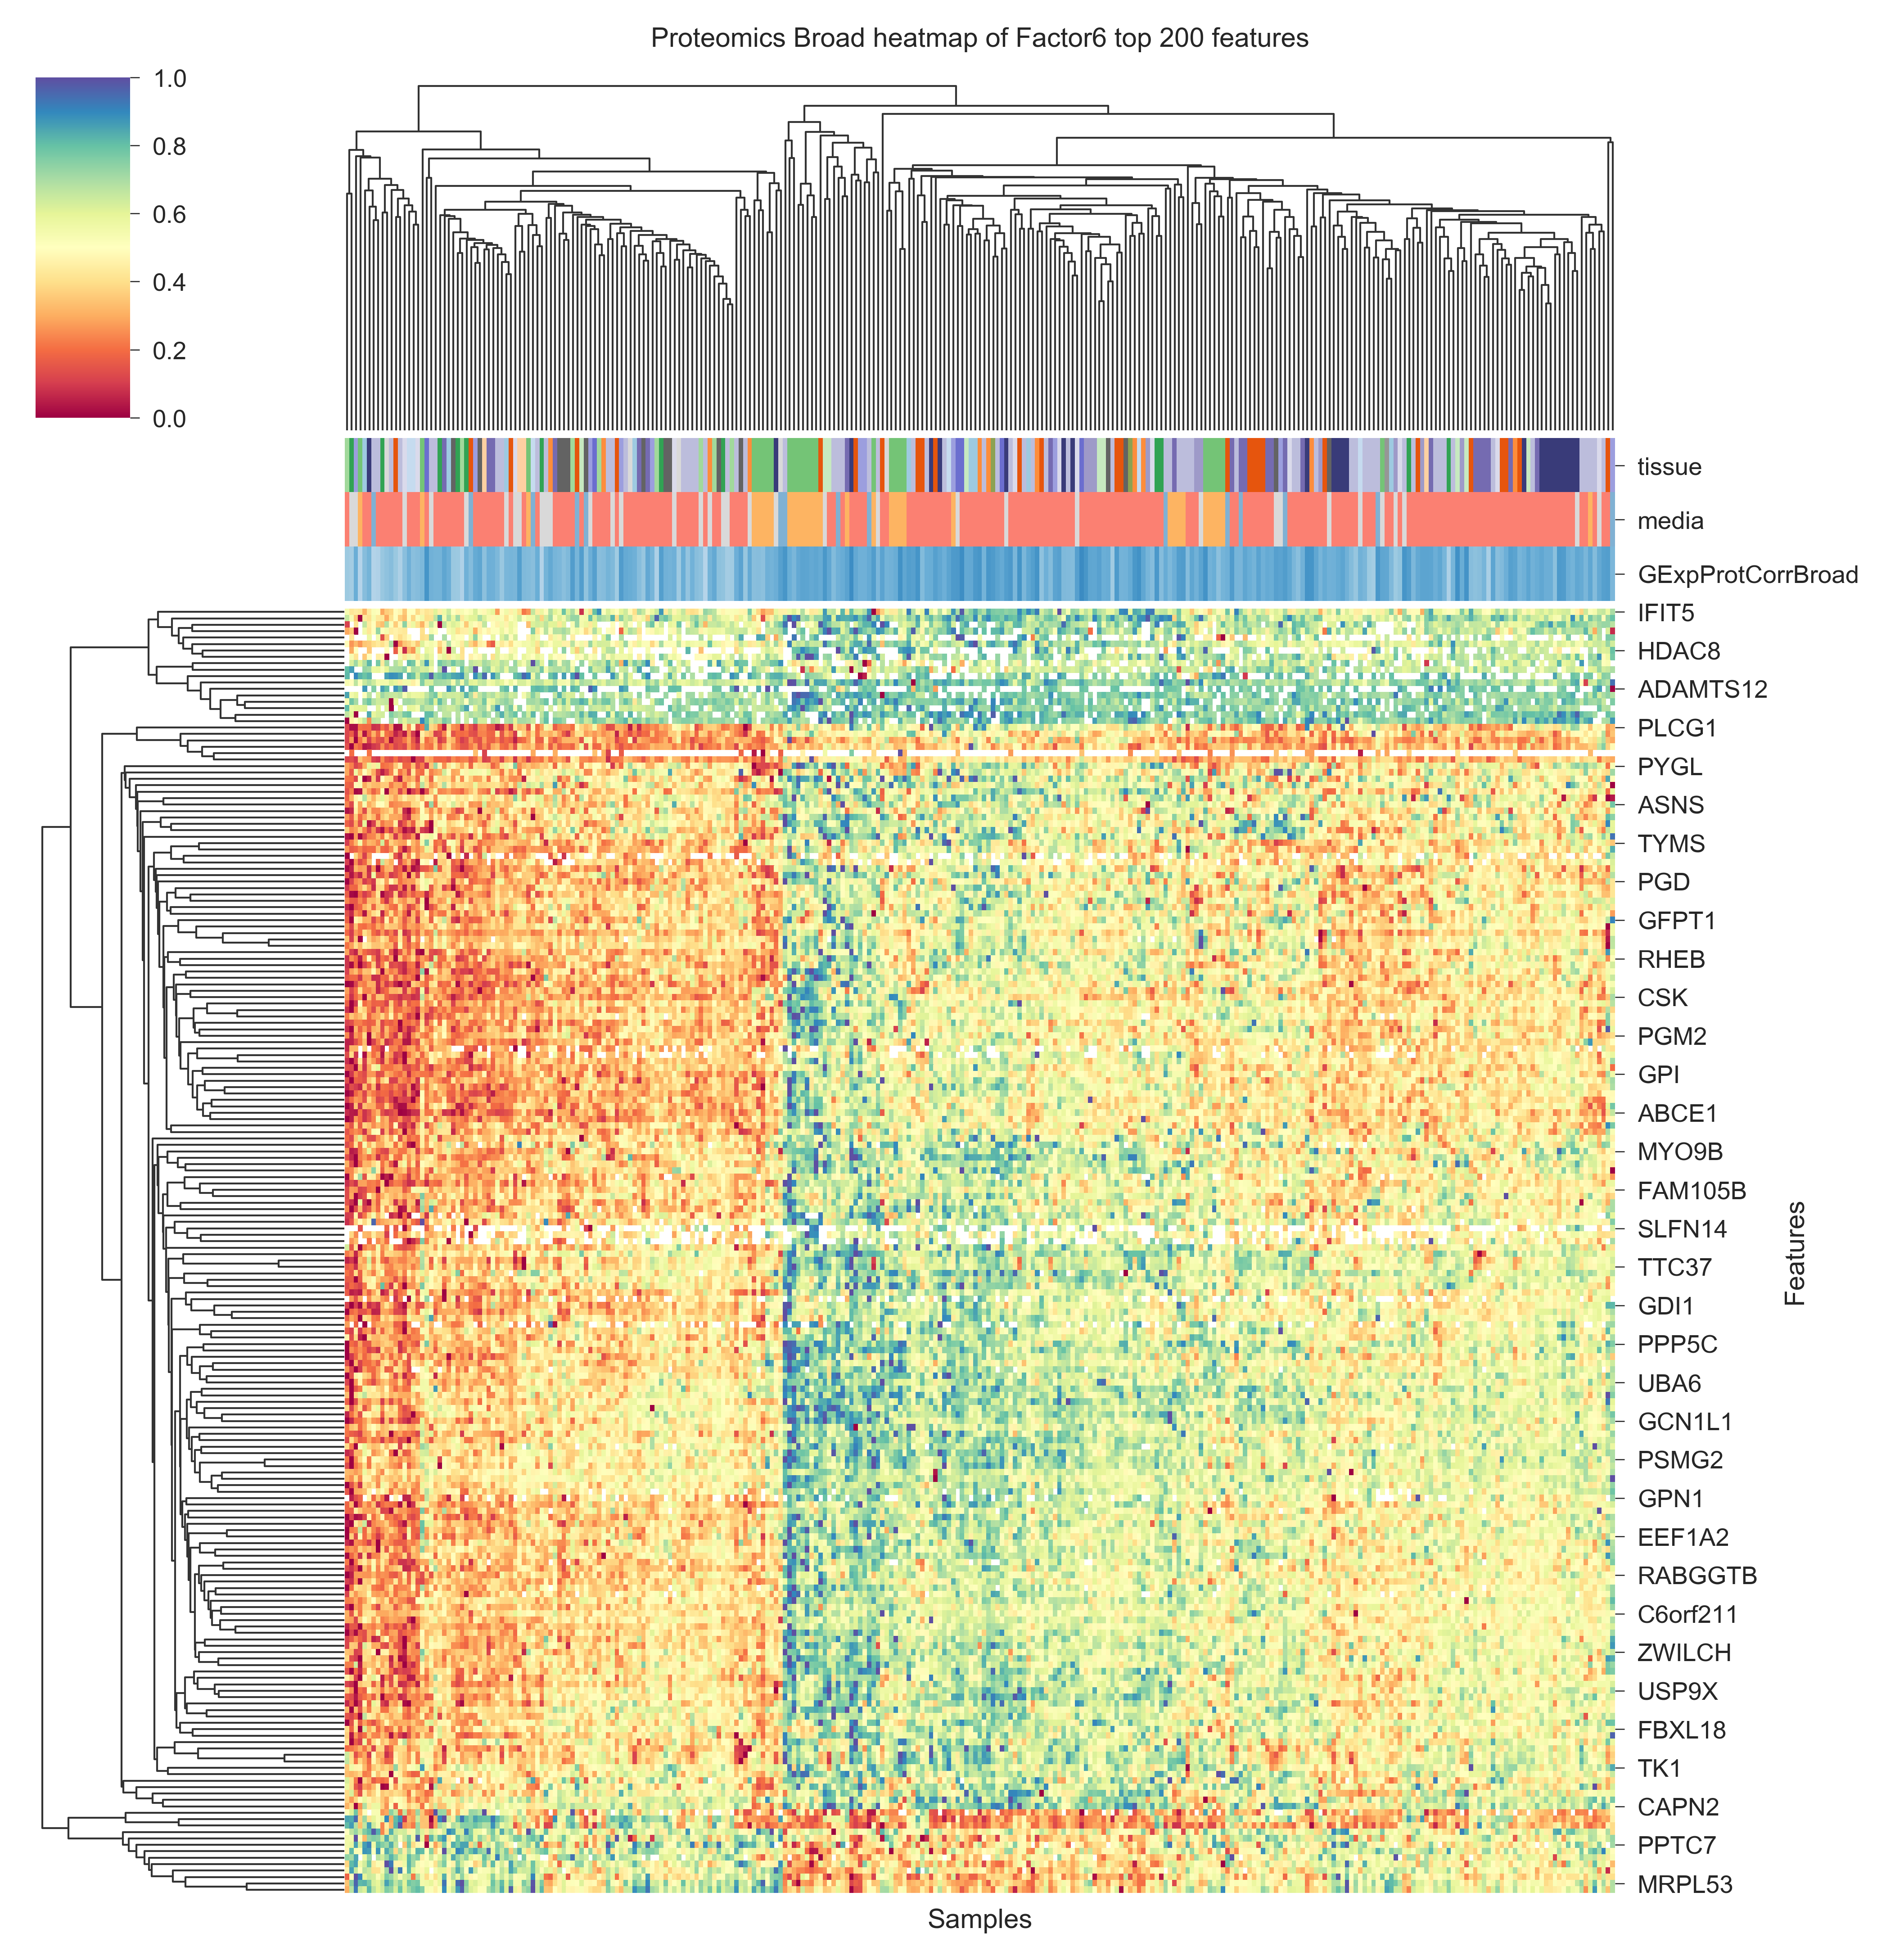 Proteomics Broad heatmap of Factor6 top 200 features
1.0
0.8
0.6
0.4
0.2
0.0
tissue
media
GExpProtCorrBroad
IFIT5
HDAC8
ADAMTS12
PLCG1
PYGL
ASNS
TYMS
PGD
GFPT1
RHEB
CSK
PGM2
GPI
ABCE1
MYO9B
FAM105B
SLFN14
TTC37
GDI1
PPP5C
UBA6
GCN1L1
PSMG2
GPN1
EEF1A2
RABGGTB
C6orf211
ZWILCH
USP9X
FBXL18
TK1
CAPN2
PPTC7
MRPL53
Features
Samples